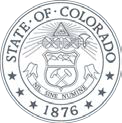 STATE OF COLORADO
NIL SINE NUMINE
1876